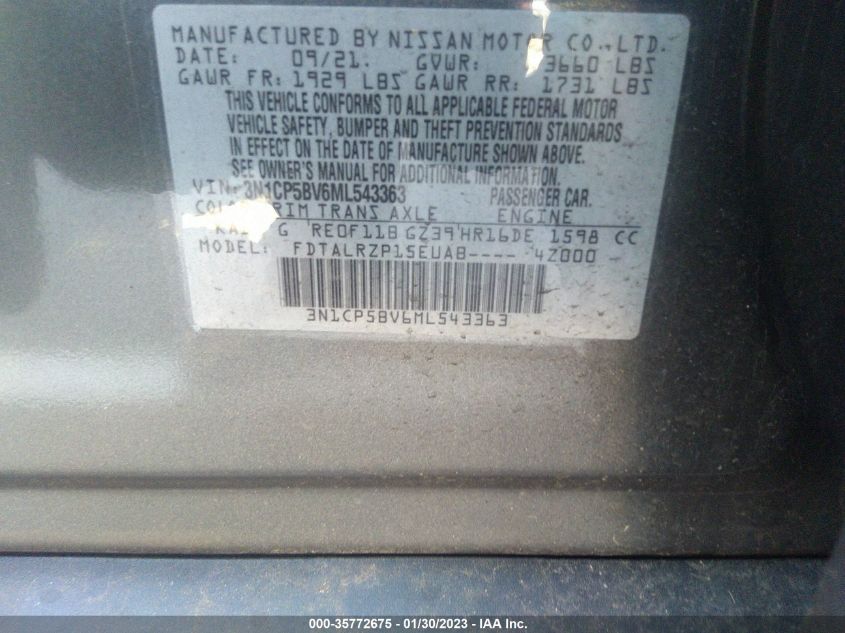 MANUFACTURED BY NISSAN MOTOR CO., LTD.
DATE: 09/21. GVWR: 3660 LBS
GAWR FR: 1929 LBS GAWR RR: 1731 LBS
THIS VEHICLE CONFORMS TO ALL APPLICABLE FEDERAL MOTOR
VEHICLE SAFETY, BUMPER AND THEFT PREVENTION STANDARDS
IN EFFECT ON THE DATE OF MANUFACTURE SHOWN ABOVE.
SEE OWNER'S MANUAL FOR ADDITIONAL
VIN: 3N1CP5BV6ML543363 PASSENGER CAR.
TRANS AXLE ENGINE
G RE0F11B GZ39 HR16DE 1598 CC
MODEL: FDTALRZP15EUAB---- 4Z000
3N1CP5BV6ML543363
000-35772675 - 01/30/2023 - IAA Inc.